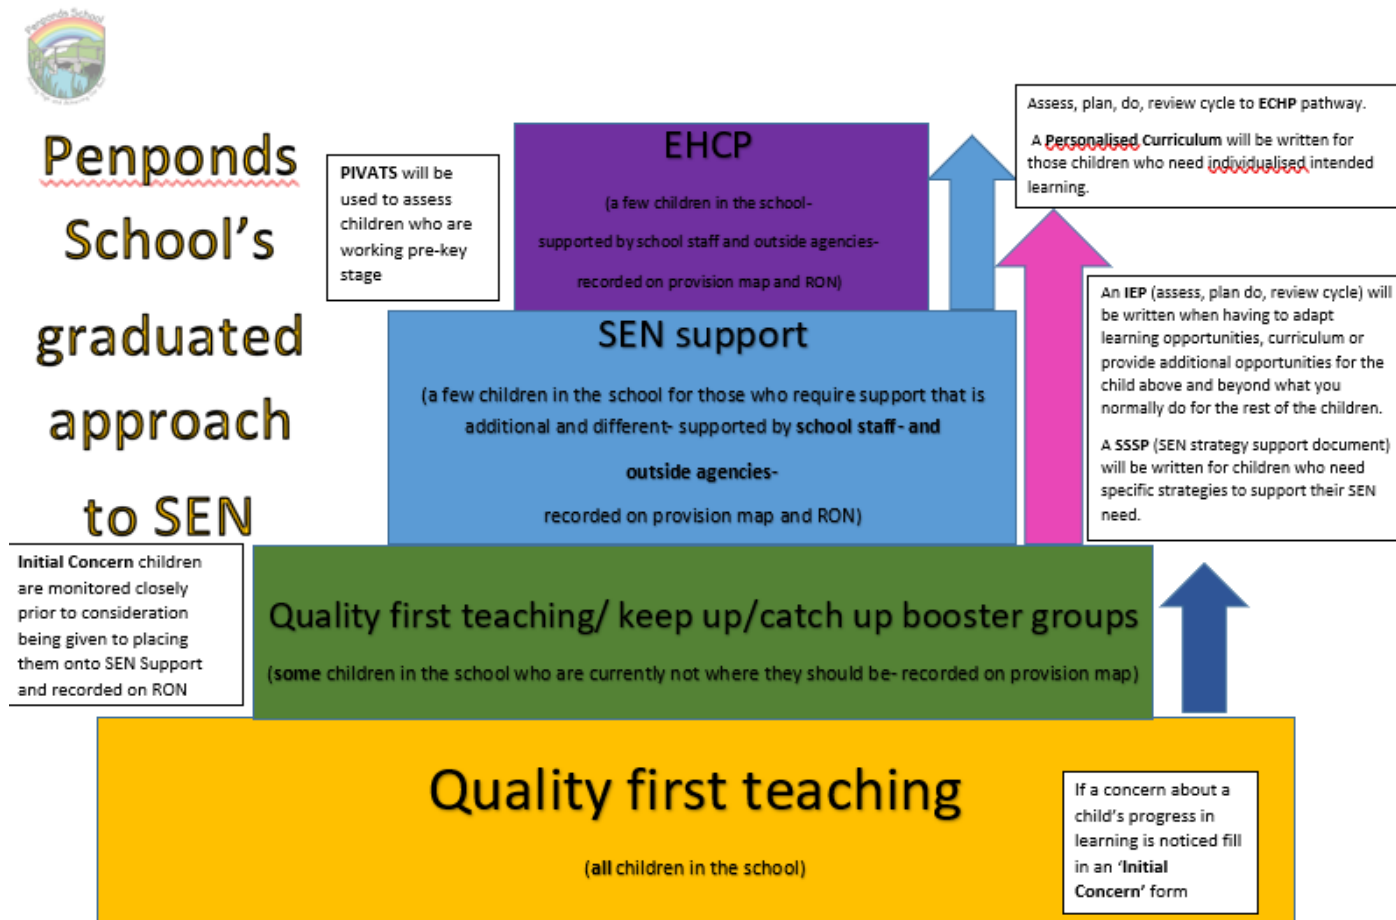 Penponds School
Penponds
School's
graduated
approach
to SEN
EHCP
(a few children in the school-
supported by school staff and outside agencies-
recorded on provision map and RON)
PIVATS will be
used to assess
children who are
working pre-key
stage
Assess, plan, do, review cycle to ECHP pathway.
A Personalised Curriculum will be written for
those children who need individualised intended
learning.
SEN support
(a few children in the school for those who require support that is
additional and different- supported by school staff- and
outside agencies-
recorded on provision map and RON)
An IEP (assess, plan do, review cycle) will
be written when having to adapt
learning opportunities, curriculum or
provide additional opportunities for the
child above and beyond what you
normally do for the rest of the children.
A SSSP (SEN strategy support document)
will be written for children who need
specific strategies to support their SEN
need.
Initial Concern children
are monitored closely
prior to consideration
being given to placing
them onto SEN Support
and recorded on RON
Quality first teaching/ keep up/catch up booster groups
(some children in the school who are currently not where they should be- recorded on provision map)
Quality first teaching
(all children in the school)
If a concern about a
child's progress in
learning is noticed fill
in an 'Initial
Concern' form